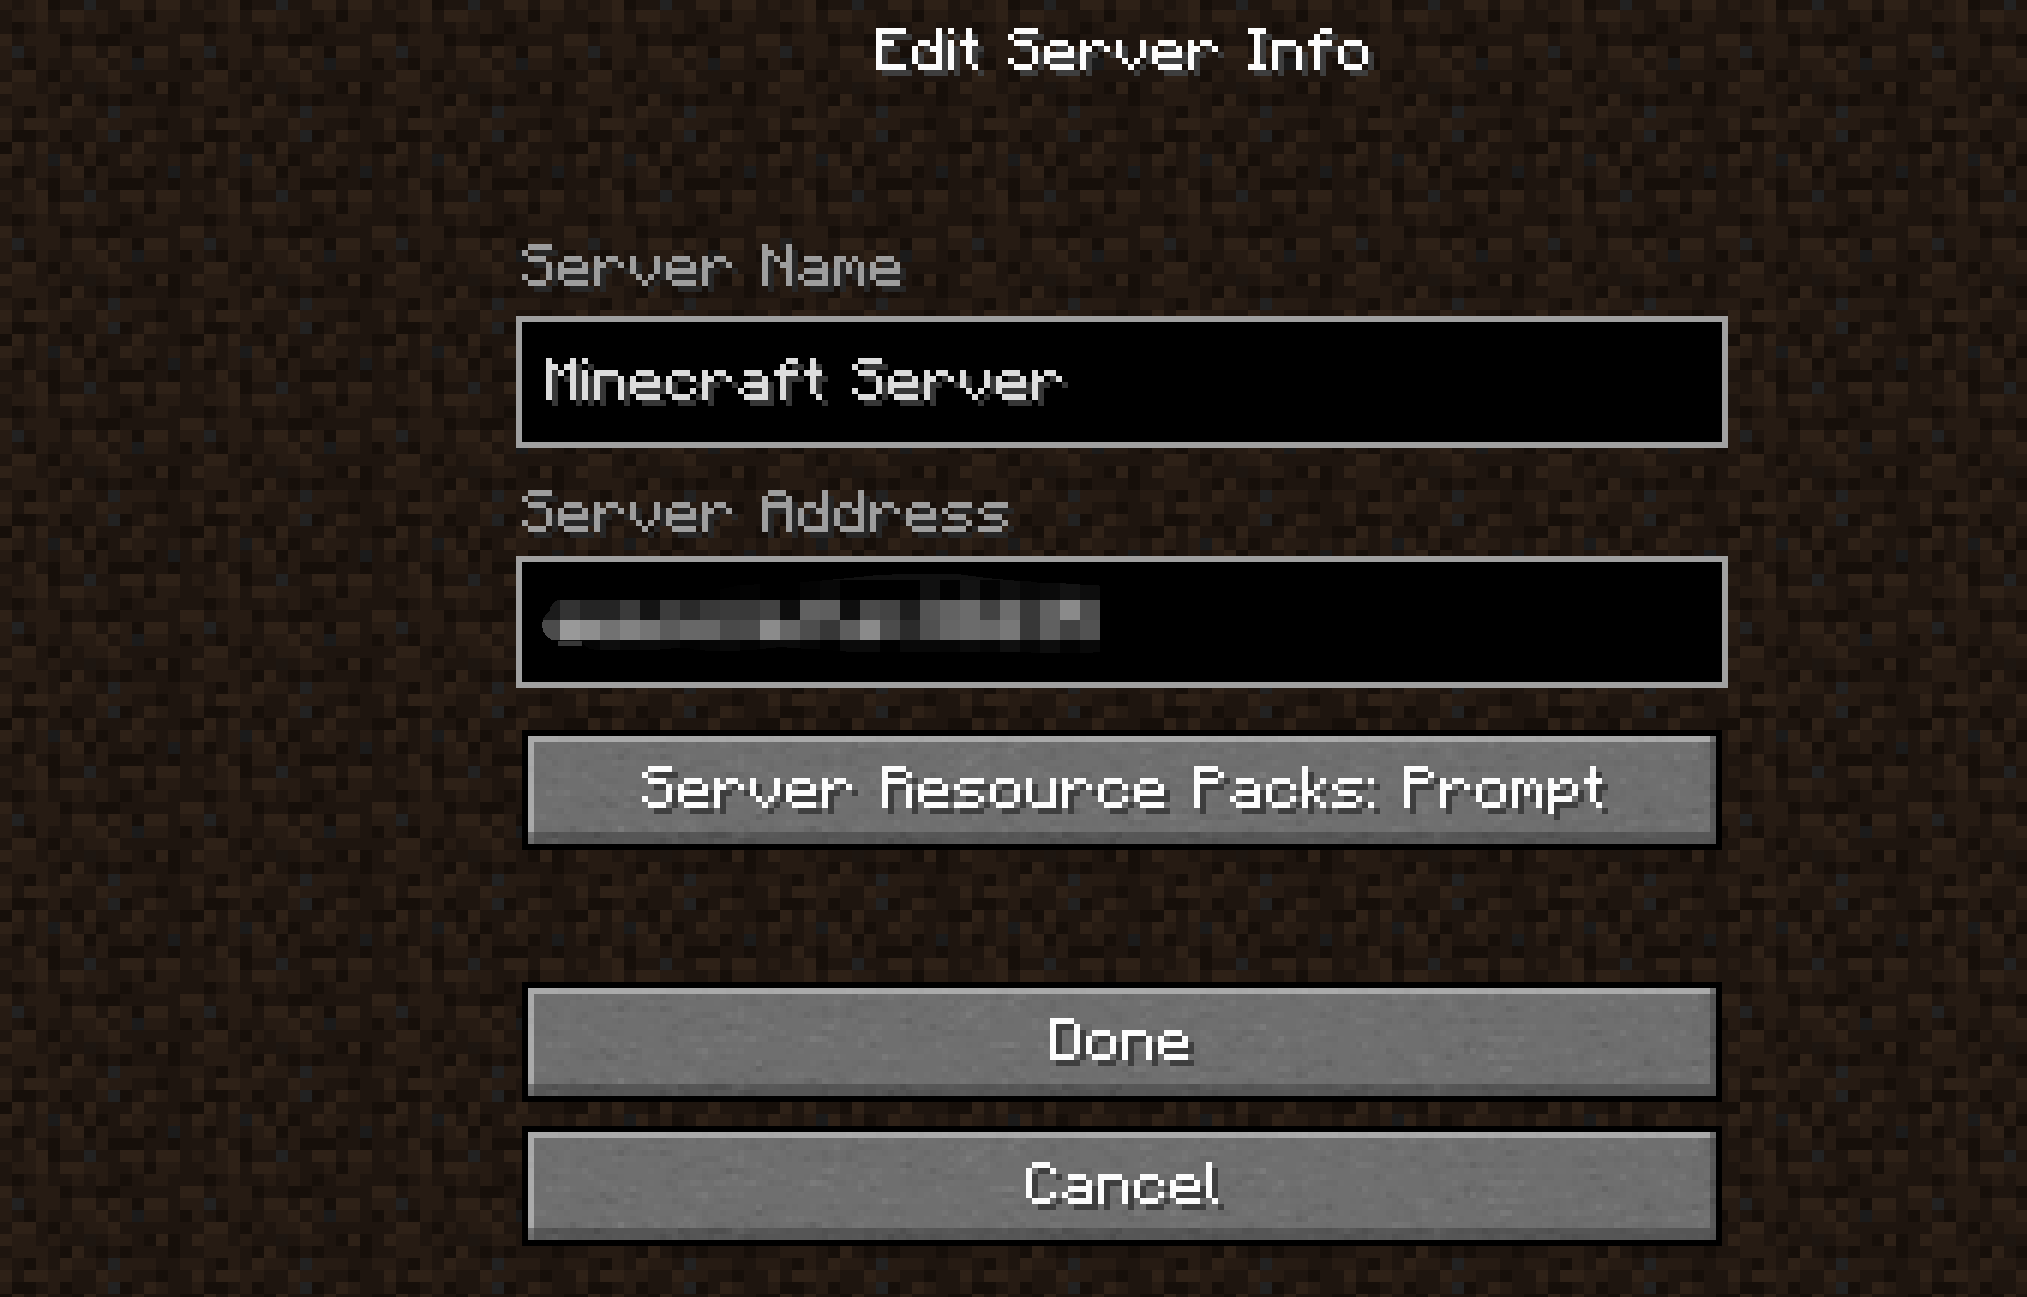 Edit Server Info
Server Name
Minecraft Server
Server Address
Server Resource Packs: Prompt
Done
Cancel